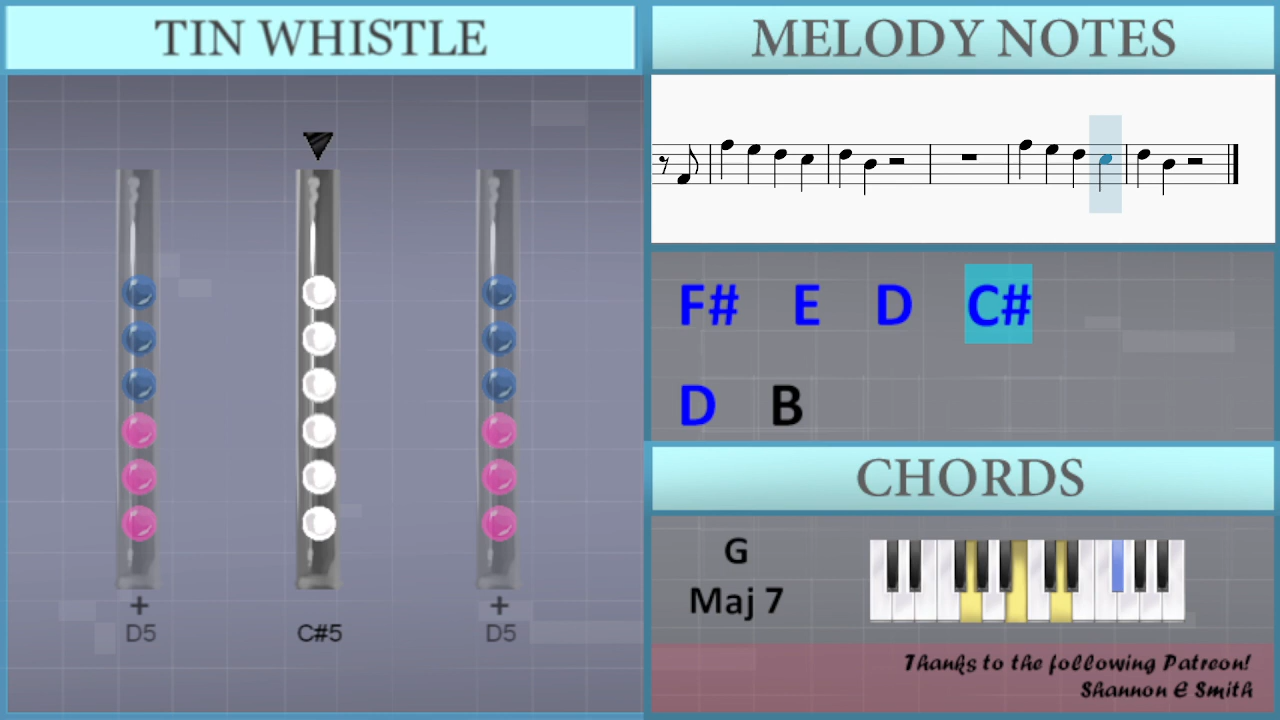 TIN WHISTLE
+
D5
C#5
+
D5
MELODY NOTES
F# E D C#
D B
CHORDS
G
Maj 7
Thanks to the following Patreon!
Shannon E Smith